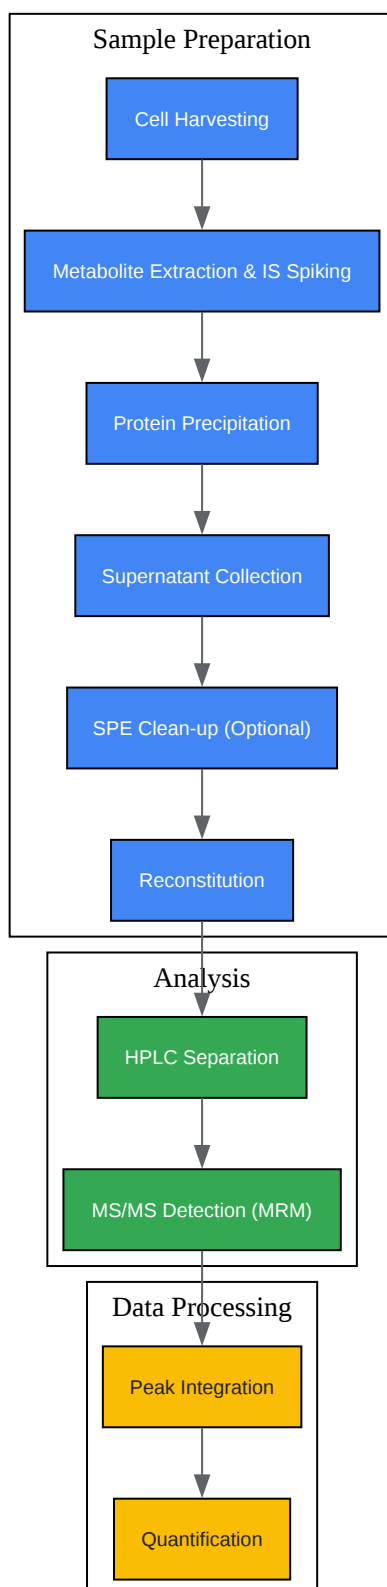 Sample Preparation
Cell Harvesting
Metabolite Extraction & IS Spiking
Protein Precipitation
Supernatant Collection
SPE Clean-up (Optional)
Reconstitution
Analysis
HPLC Separation
MS/MS Detection (MRM)
Data Processing
Peak Integration
Quantification